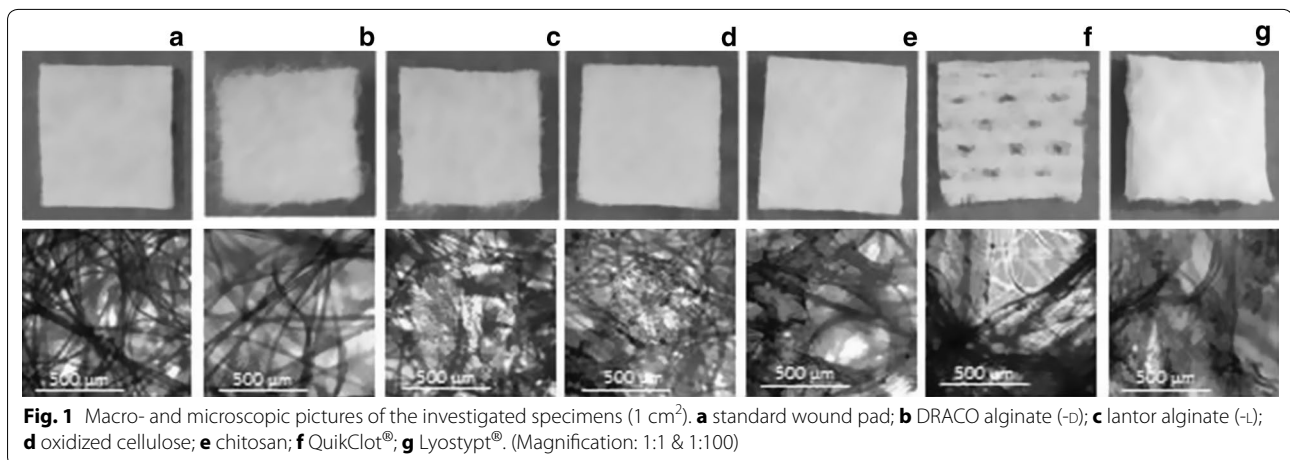 a b c d e f g
500 µm 500 µm 500 µm 500 µm 500 µm 500 µm 500 µm
Fig. 1 Macro- and microscopic pictures of the investigated specimens (1 cm²). a standard wound pad; b DRACO alginate (-D); c lantor alginate (-L);
d oxidized cellulose; e chitosan; f QuikClot®; g Lyostypt®. (Magnification: 1:1 & 1:100)